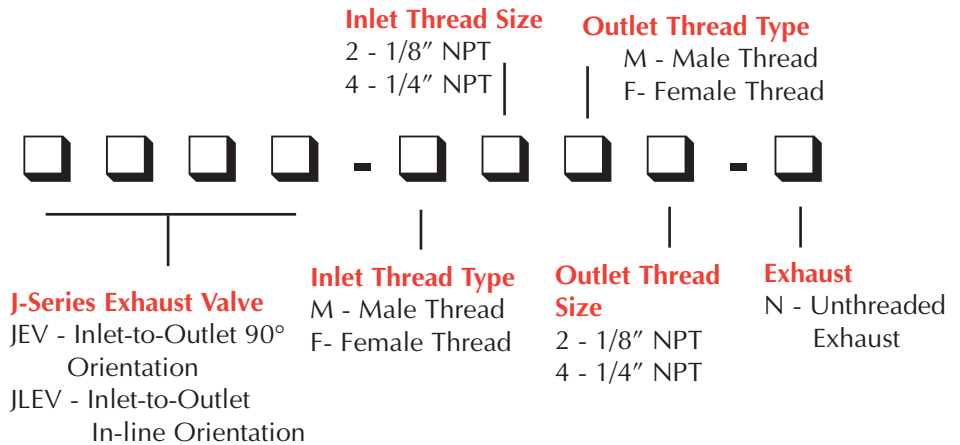 Inlet Thread Size
2 - 1/8″ NPT
4 - 1/4″ NPT
Outlet Thread Type
M - Male Thread
F- Female Thread
- -
J-Series Exhaust Valve
JEV - Inlet-to-Outlet 90°
Orientation
JLEV - Inlet-to-Outlet
In-line Orientation
Inlet Thread Type
M - Male Thread
F- Female Thread
Outlet Thread
Size
2 - 1/8″ NPT
4 - 1/4″ NPT
Exhaust
N - Unthreaded
Exhaust